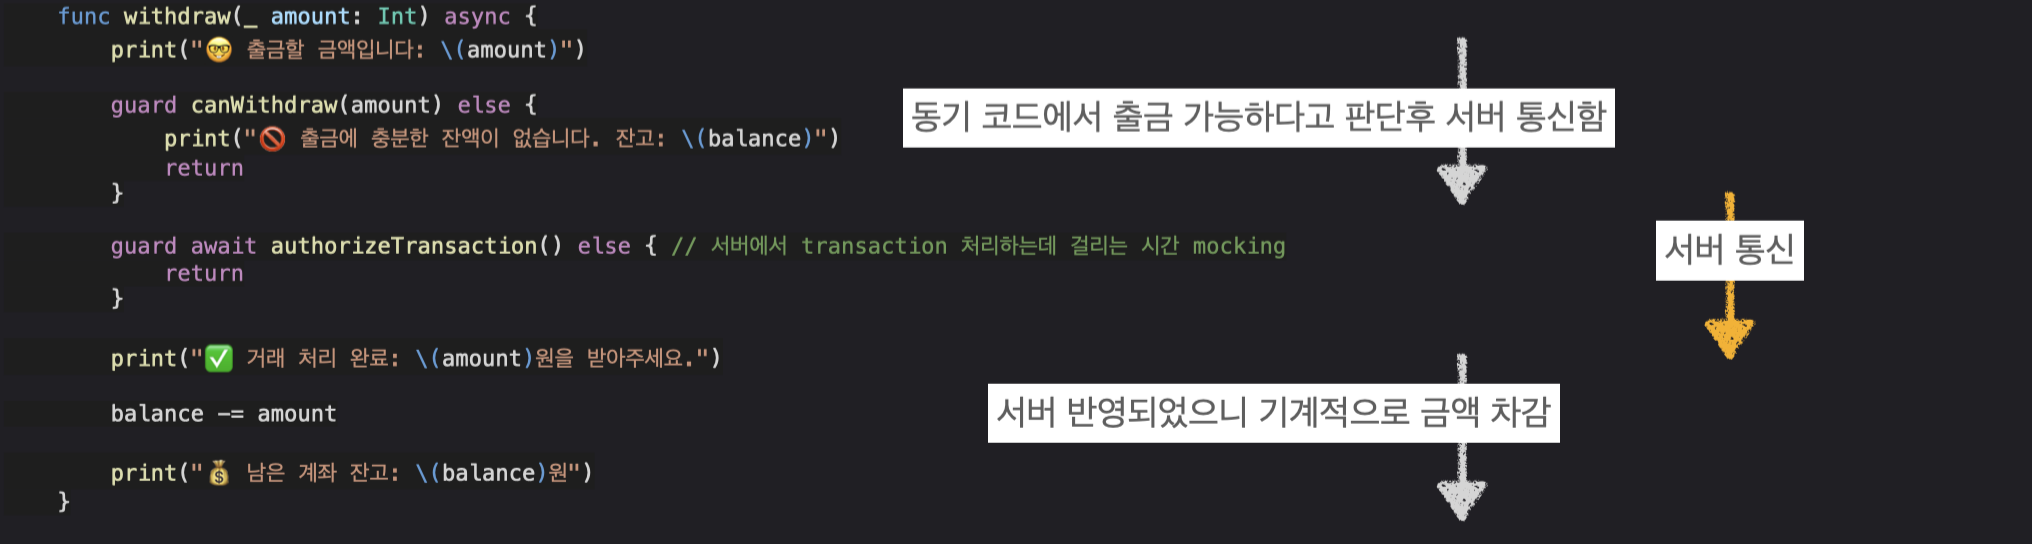 func withdraw(_ amount: Int) async {
print("🤓 출금할 금액입니다: \(amount)")
guard canWithdraw(amount) else {
동기 코드에서 출금 가능하다고 판단후 서버 통신함
print("🚫 출금에 충분한 잔액이 없습니다. 잔고: \(balance)")
return
}
guard await authorizeTransaction() else { // 서버에서 transaction 처리하는데 걸리는 시간 mocking
서버 통신
return
}
print("✅ 거래 처리 완료: \(amount)원을 받아주세요.")
balance -= amount
서버 반영되었으니 기계적으로 금액 차감
print("💰 남은 계좌 잔고: \(balance)원")
}